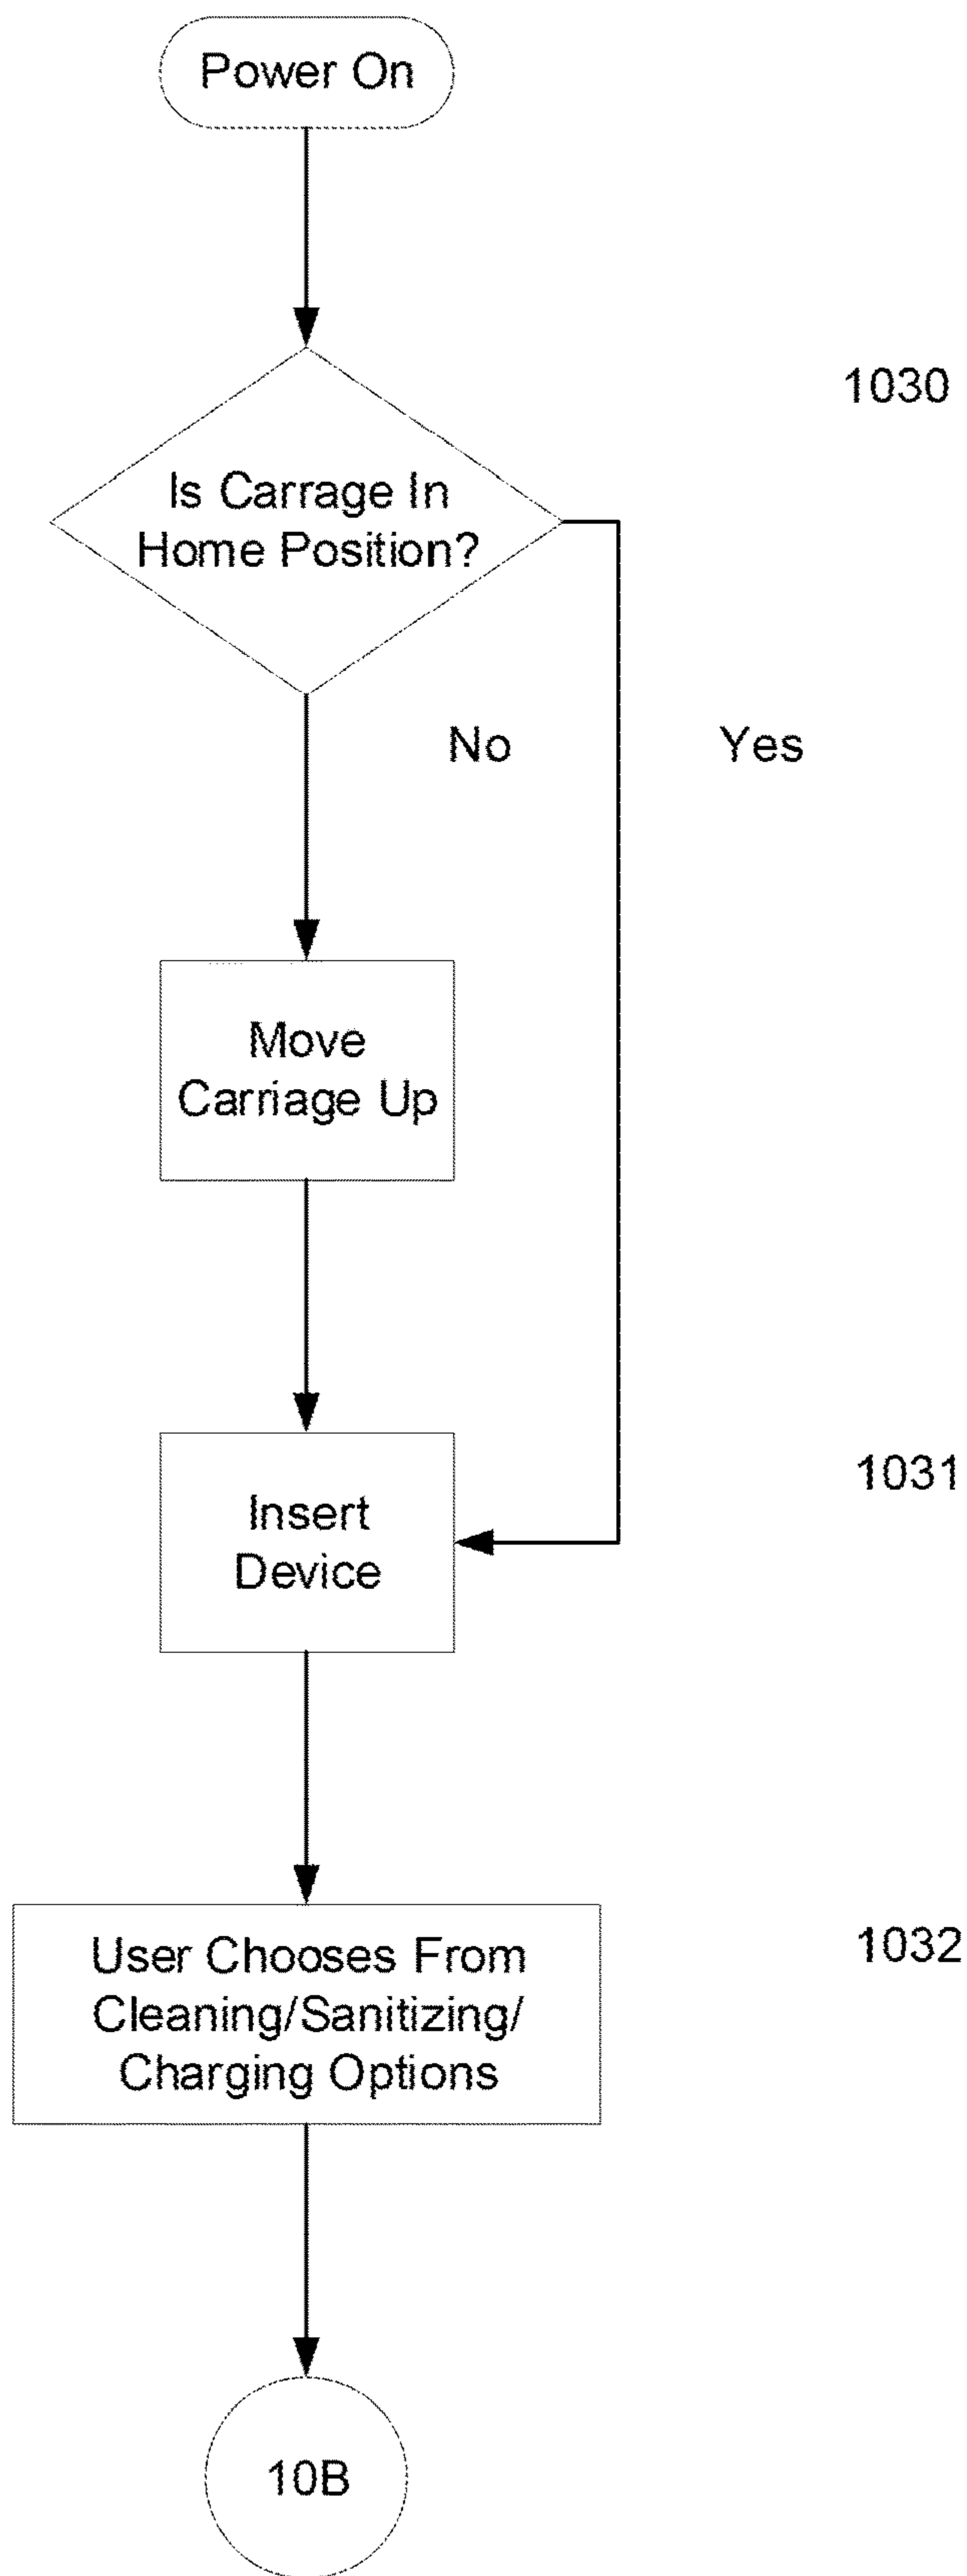 Power On
1030
Is Carrage In
Home Position?
No
Yes
Move
Carriage Up
1031
Insert
Device
1032
User Chooses From
Cleaning/Sanitizing/
Charging Options
10B